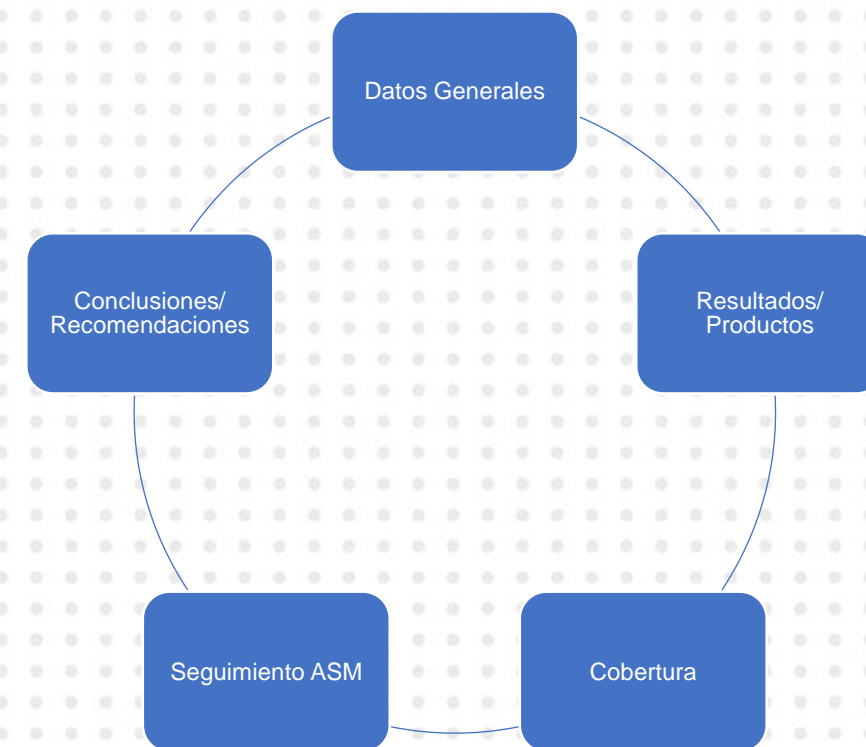 Datos Generales
Conclusiones/
Recomendaciones
Resultados/
Productos
Seguimiento ASM
Cobertura